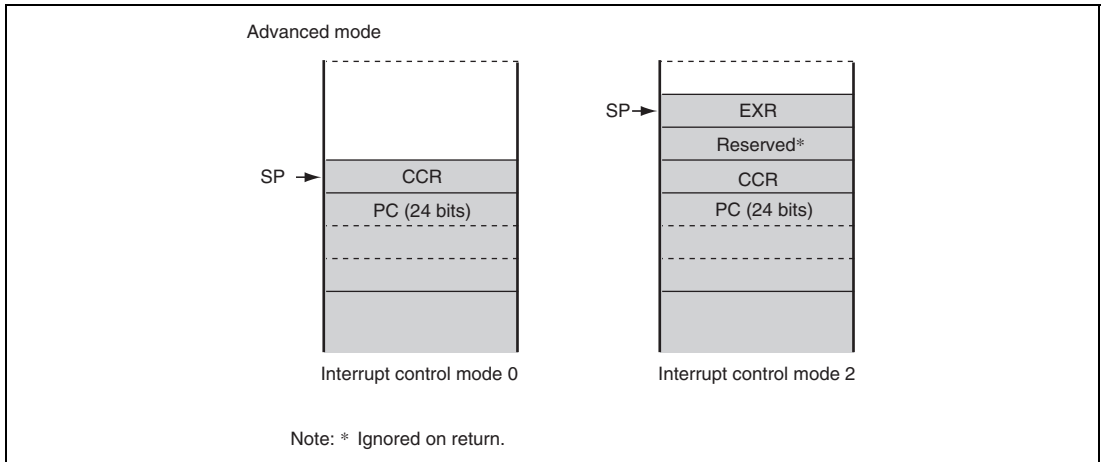 Advanced mode
SP
CCR
PC (24 bits)
Interrupt control mode 0
SP
EXR
Reserved*
CCR
PC (24 bits)
Interrupt control mode 2
Note: * Ignored on return.